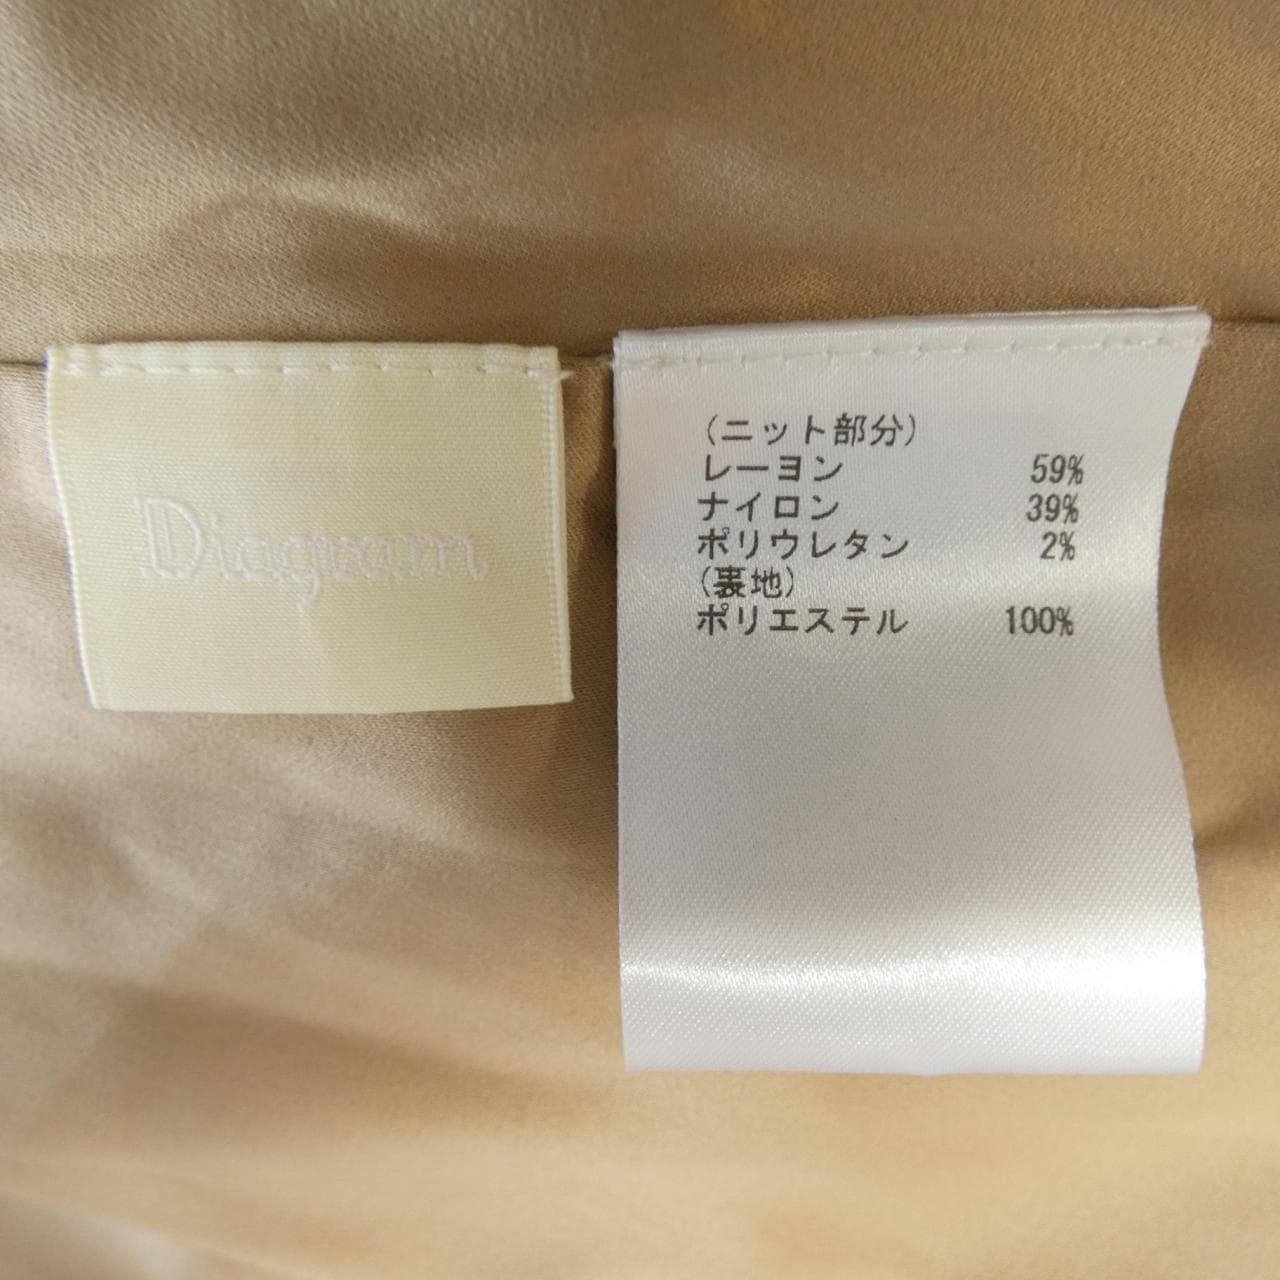 Diagram
(ニット部分)
レーヨン 59%
ナイロン 39%
ポリウレタン 2%
(裏地)
ポリエステル 100%